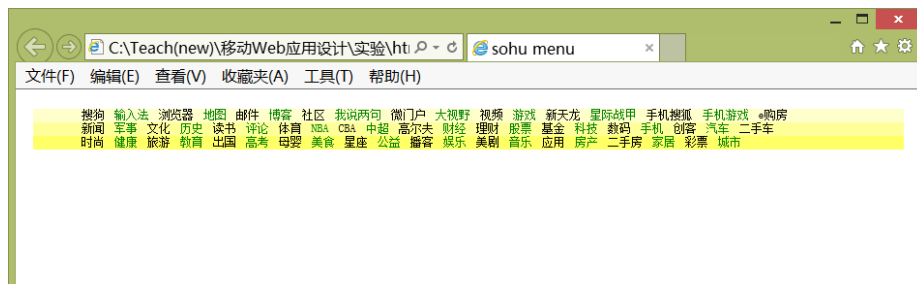 C:\Teach(new)\移动Web应用设计\实验\htr
sohu menu
文件(F) 编辑(E) 查看(V) 收藏夹(A) 工具(T) 帮助(H)
搜狗 输入法 浏览器 地图 邮件 博客 社区 我说两句 微门户 大视野 视频 游戏 新天龙 星际战甲 手机搜狐 手机游戏 •购房
新闻 军事 文化 历史 读书 评论 体育 NBA CBA 中超 高尔夫 财经 理财 股票 基金 科技 数码 手机 创客 汽车 二手车
时尚 健康 旅游 教育 出国 高考 母婴 美食 星座 公益 播客 娱乐 美剧 音乐 应用 房产 二手房 家居 彩票 城市